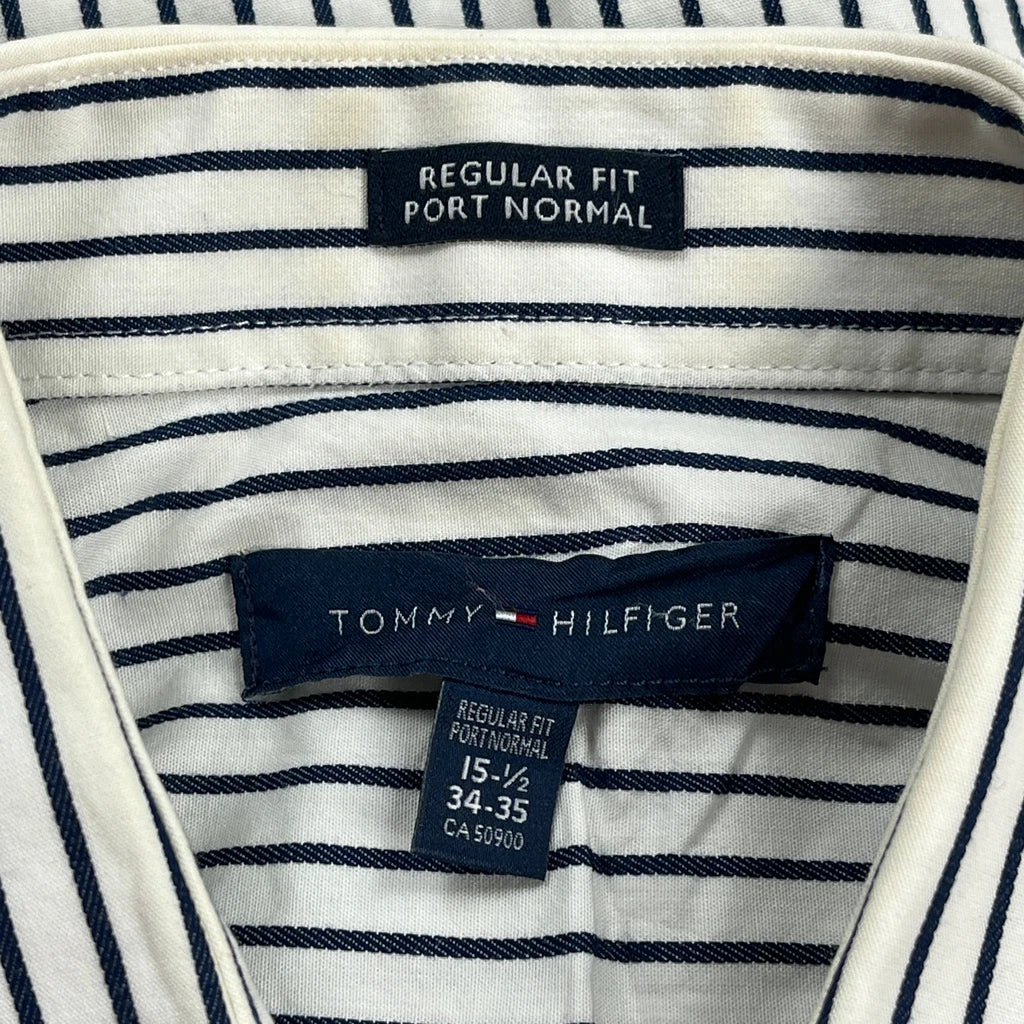 REGULAR FIT
PORT NORMAL
TOMMY HILFIGER
REGULAR FIT
PORT NORMAL
15-½
34-35
CA 50900